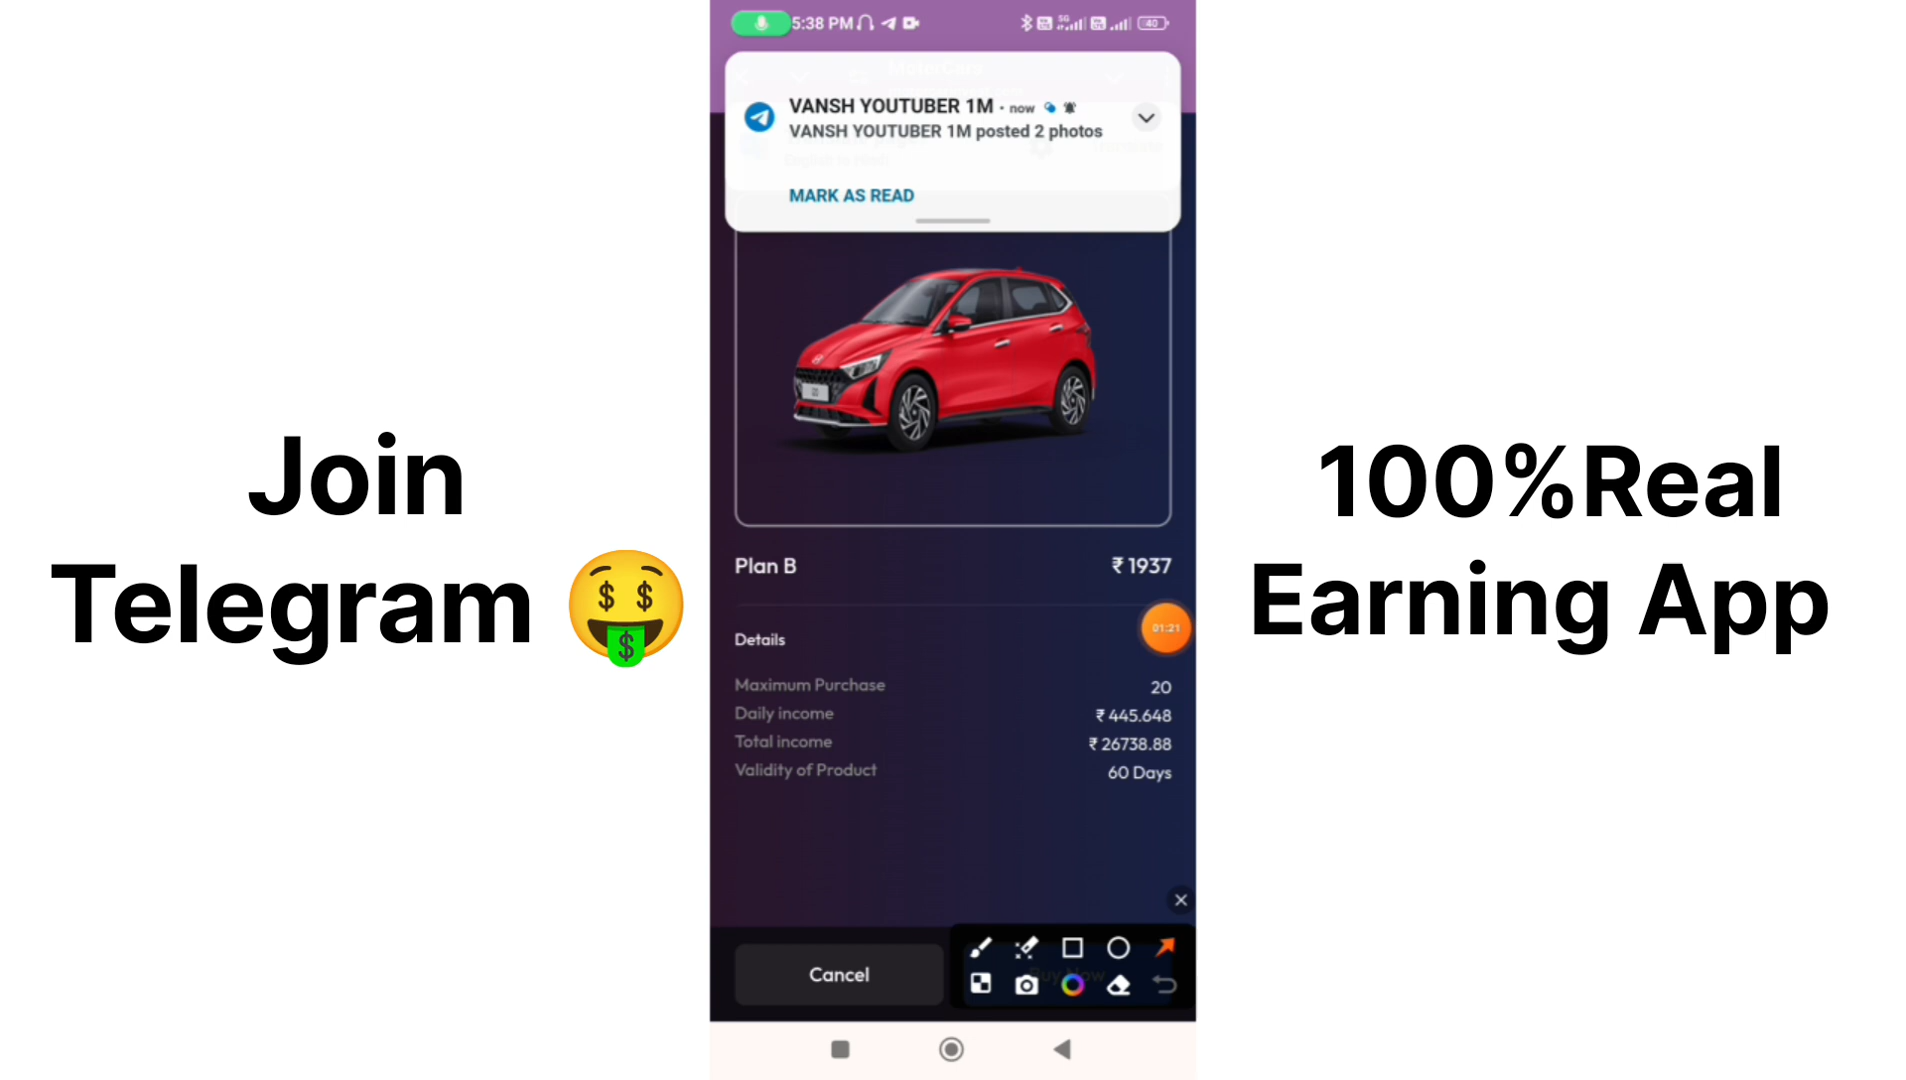 Join
Telegram 🤑
5:38 PM
5G
40
VANSH YOUTUBER 1M · now
VANSH YOUTUBER 1M posted 2 photos
MARK AS READ
Plan B
₹ 1937
Details
01:21
Maximum Purchase 20
Daily income ₹ 445.648
Total income ₹ 26738.88
Validity of Product 60 Days
Cancel
100%Real
Earning App